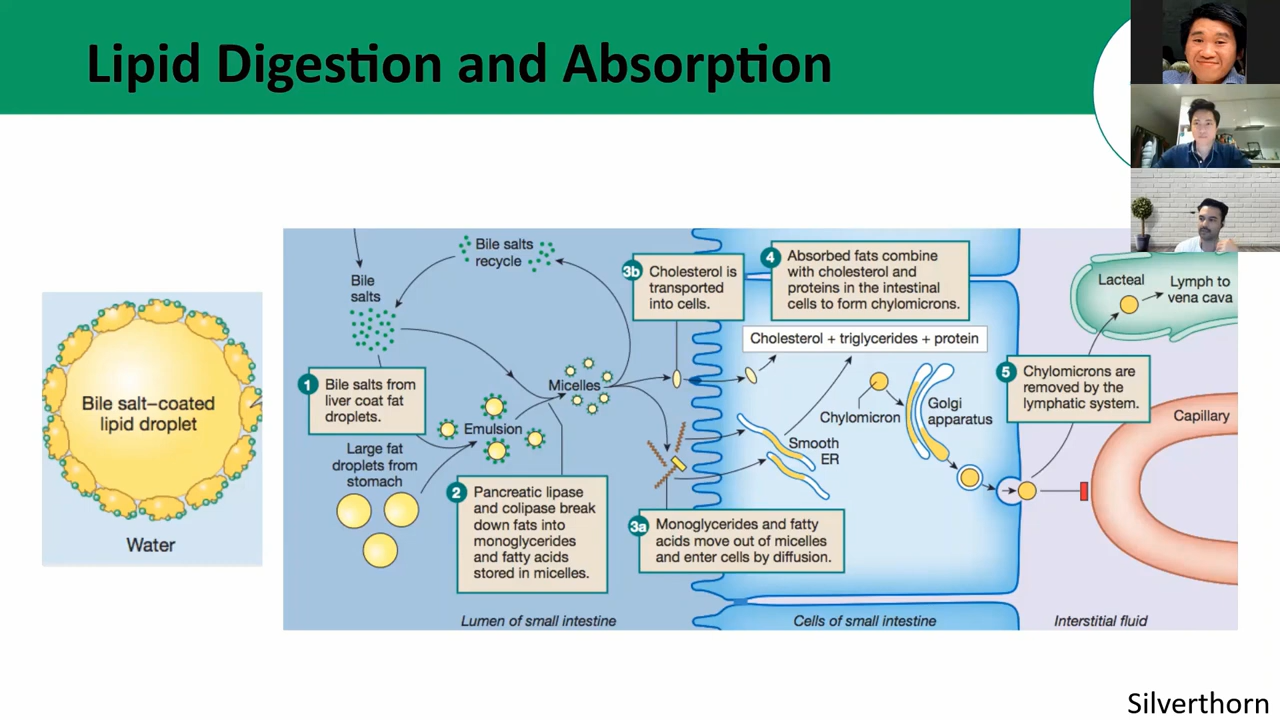 Lipid Digestion and Absorption
Bile salt–coated
lipid droplet
Water
Bile salts
recycle
Bile
salts
1 Bile salts from
liver coat fat
droplets.
Large fat
droplets from
stomach
Emulsion
Micelles
2 Pancreatic lipase
and colipase break
down fats into
monoglycerides
and fatty acids
stored in micelles.
3b Cholesterol is
transported
into cells.
3a Monoglycerides and fatty
acids move out of micelles
and enter cells by diffusion.
4 Absorbed fats combine
with cholesterol and
proteins in the intestinal
cells to form chylomicrons.
Cholesterol + triglycerides + protein
Chylomicron
Golgi
apparatus
Smooth
ER
5 Chylomicrons are
removed by the
lymphatic system.
Lacteal
Lymph to
vena cava
Capillary
Lumen of small intestine
Cells of small intestine
Interstitial fluid
Silverthorn